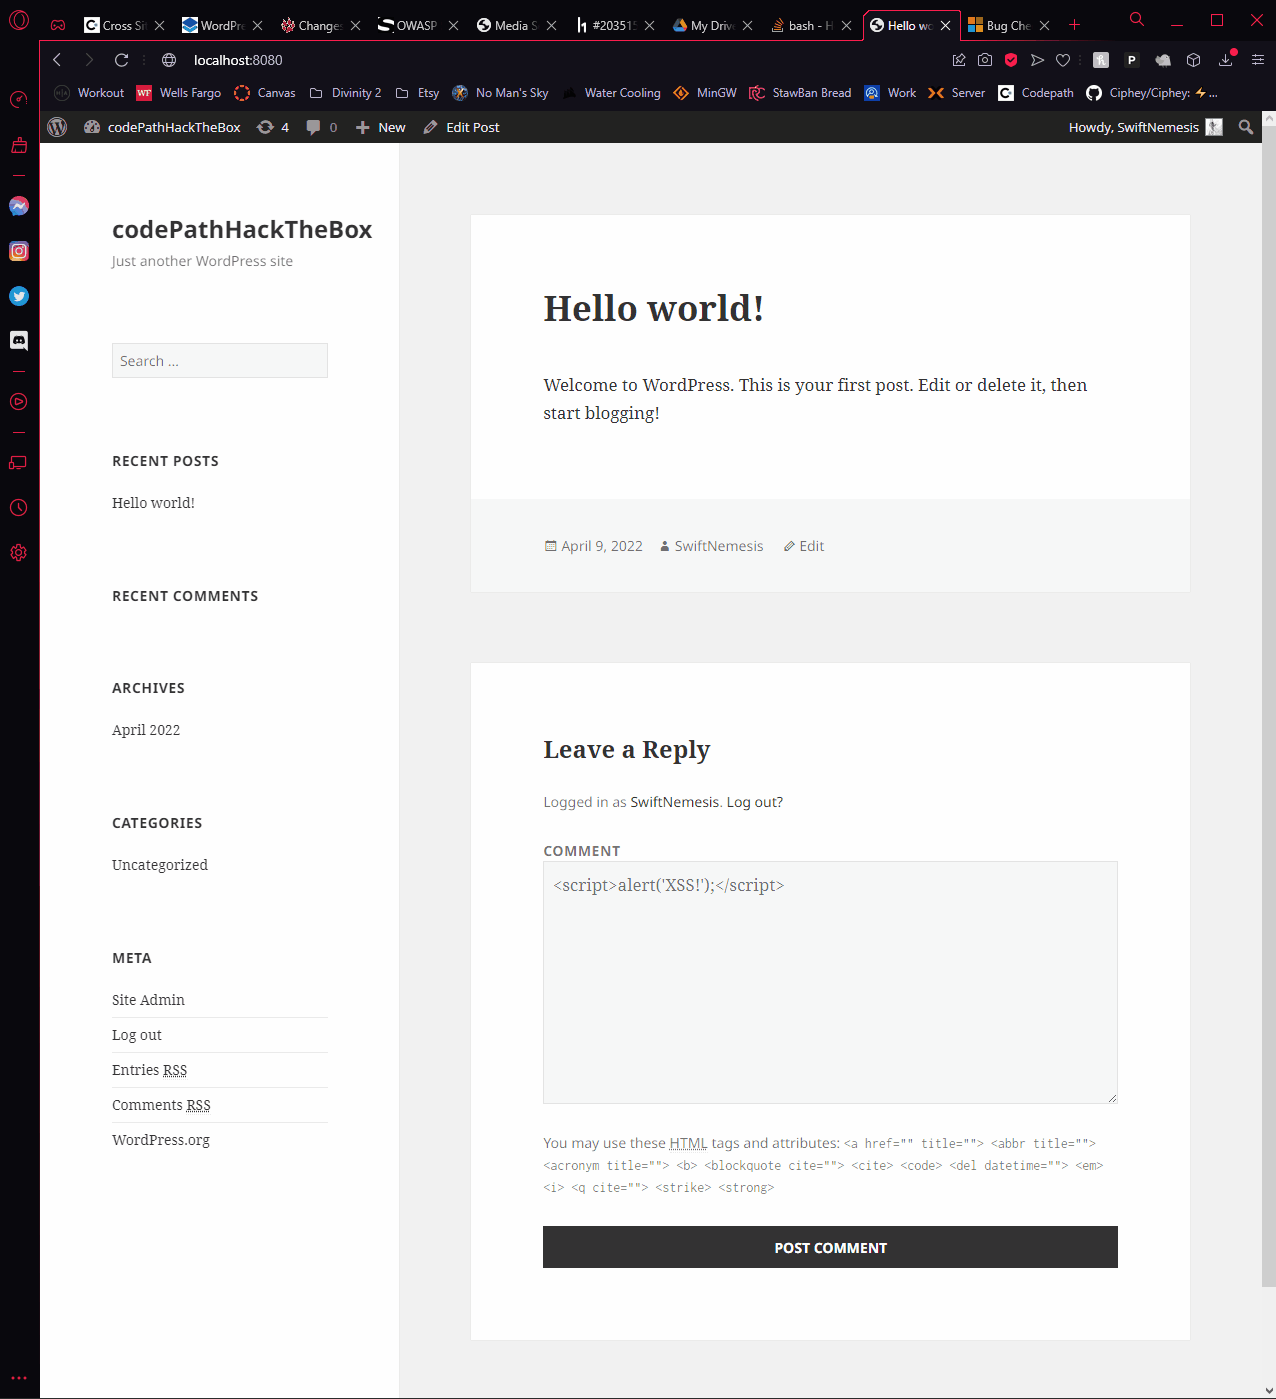 Cross Sit
WordPre
Changes
OWASP
Media S
#20351
My Drive
bash - H
Hello wo
Bug Che
localhost:8080
P
Workout
WF Wells Fargo
Canvas
Divinity 2
Etsy
No Man's Sky
Water Cooling
MinGW
StawBan Bread
Work
Server
Codepath
Ciphey/Ciphey: ⚡...
codePathHackTheBox
4
0
New
Edit Post
Howdy, SwiftNemesis
codePathHackTheBox
Just another WordPress site
Search ...
RECENT POSTS
Hello world!
RECENT COMMENTS
ARCHIVES
April 2022
CATEGORIES
Uncategorized
META
Site Admin
Log out
Entries RSS
Comments RSS
WordPress.org
Hello world!
Welcome to WordPress. This is your first post. Edit or delete it, then
start blogging!
April 9, 2022 SwiftNemesis Edit
Leave a Reply
Logged in as SwiftNemesis. Log out?
COMMENT
<script>alert('XSS!');</script>
You may use these HTML tags and attributes: <a href="" title=""> <abbr title="">
<acronym title=""> <b> <blockquote cite=""> <cite> <code> <del datetime=""> <em>
<i> <q cite=""> <strike> <strong>
POST COMMENT